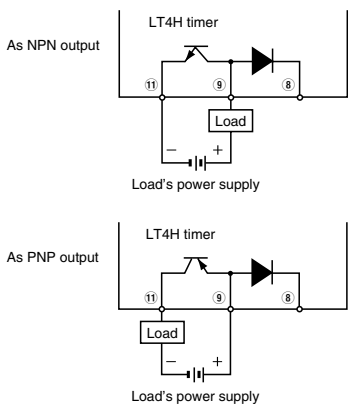 LT4H timer
As NPN output
⑪ ⑨ ⑧
Load
− +
Load's power supply
LT4H timer
As PNP output
⑪ ⑨ ⑧
Load
− +
Load's power supply